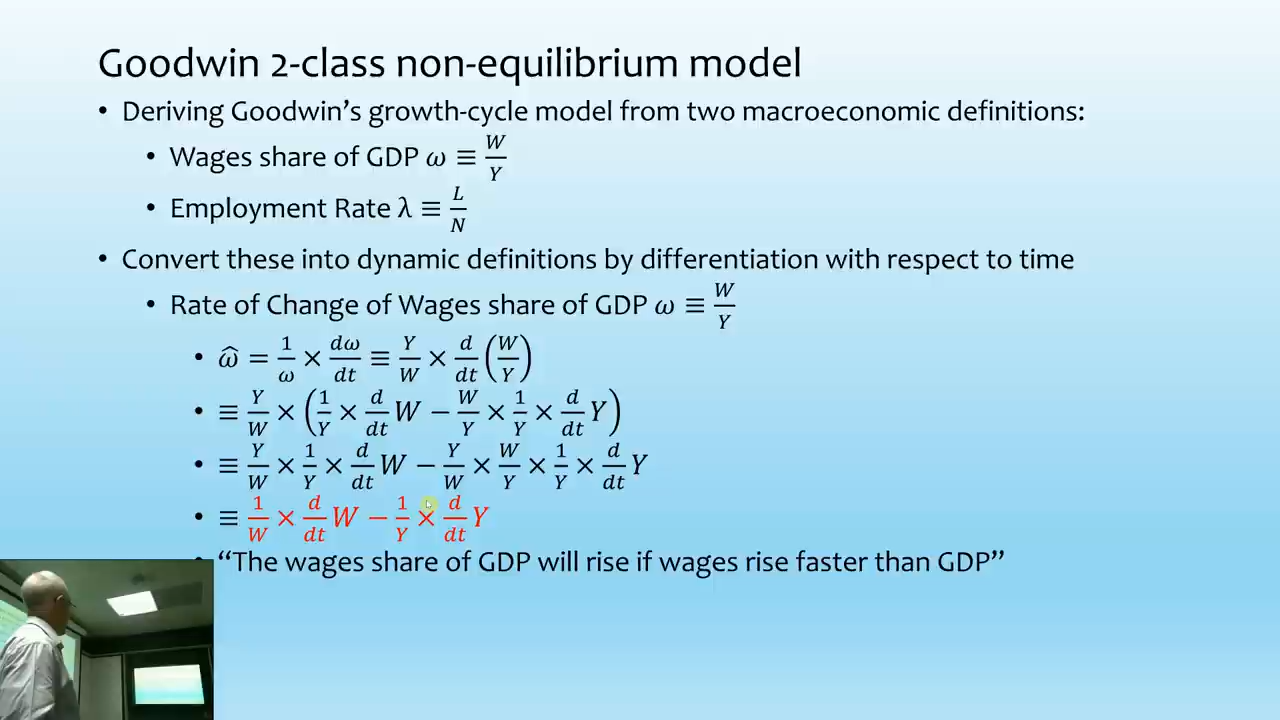 Goodwin 2-class non-equilibrium model
• Deriving Goodwin's growth-cycle model from two macroeconomic definitions:
• Wages share of GDP ω ≡ W/Y
• Employment Rate λ ≡ L/N
• Convert these into dynamic definitions by differentiation with respect to time
• Rate of Change of Wages share of GDP ω ≡ W/Y
• ω̂ = 1/ω × dω/dt ≡ Y/W × d/dt (W/Y)
• ≡ Y/W × (1/Y × d/dt W − W/Y × 1/Y × d/dt Y)
• ≡ Y/W × 1/Y × d/dt W − Y/W × W/Y × 1/Y × d/dt Y
• ≡ 1/W × d/dt W − 1/Y × d/dt Y
• “The wages share of GDP will rise if wages rise faster than GDP”